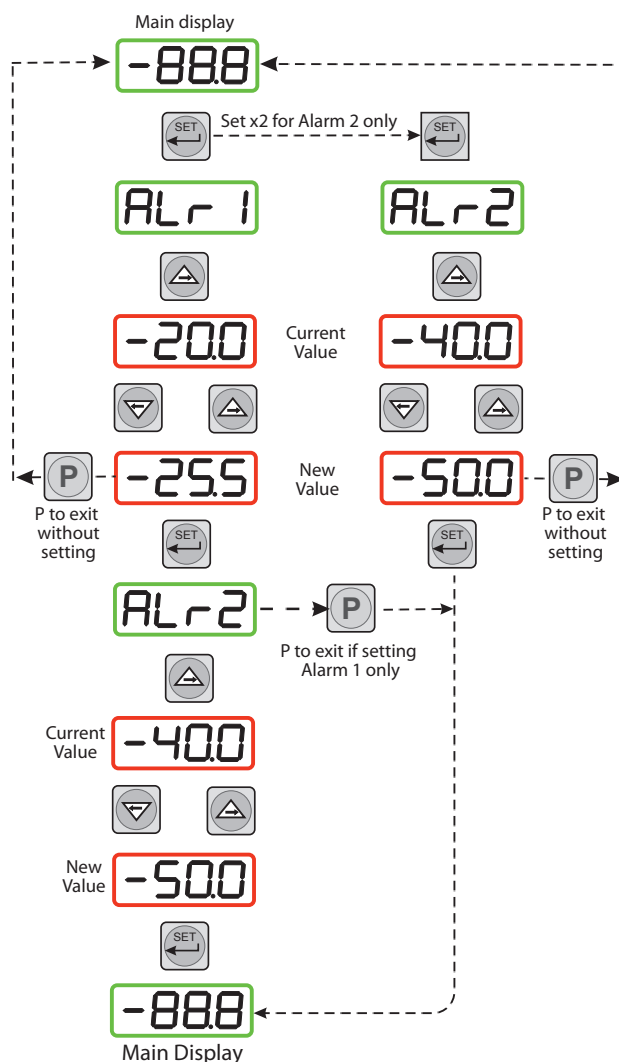 Main display
-88.8
SET
Set x2 for Alarm 2 only
SET
ALr 1
ALr2
-20.0
Current
Value
-40.0
-25.5
New
Value
-50.0
P
P to exit
without
setting
P
P to exit
without
setting
SET
SET
ALr2
P
P to exit if setting
Alarm 1 only
Current
Value
-40.0
New
Value
-50.0
SET
-88.8
Main Display